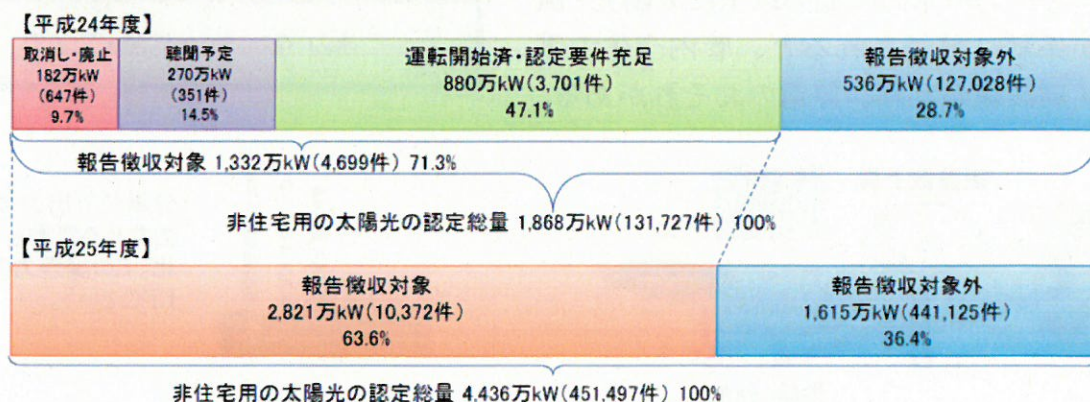 【平成24年度】
取消し・廃止
182万kW
(647件)
9.7%
聴聞予定
270万kW
(351件)
14.5%
運転開始済・認定要件充足
880万kW(3,701件)
47.1%
報告徴収対象外
536万kW(127,028件)
28.7%
報告徴収対象 1,332万kW(4,699件) 71.3%
非住宅用の太陽光の認定総量 1,868万kW(131,727件) 100%
【平成25年度】
報告徴収対象
2,821万kW(10,372件)
63.6%
報告徴収対象外
1,615万kW(441,125件)
36.4%
非住宅用の太陽光の認定総量 4,436万kW(451,497件) 100%